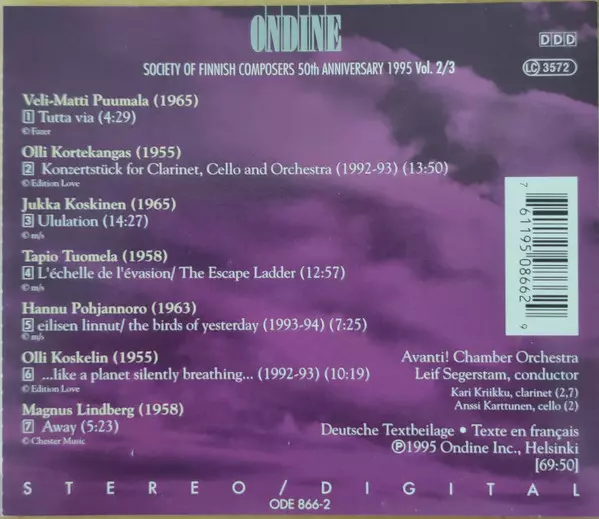 ONDINE
SOCIETY OF FINNISH COMPOSERS 50th ANNIVERSARY 1995 Vol. 2/3
DDD
LC 3572
Veli-Matti Puumala (1965)
1 Tutta via (4:29)
© Fazer
Olli Kortekangas (1955)
2 Konzertstück for Clarinet, Cello and Orchestra (1992-93) (13:50)
© Edition Love
Jukka Koskinen (1965)
3 Ululation (14:27)
© m/s
Tapio Tuomela (1958)
4 L'échelle de l'évasion/ The Escape Ladder (12:57)
© m/s
Hannu Pohjannoro (1963)
5 eilisen linnut/ the birds of yesterday (1993-94) (7:25)
© m/s
Olli Koskelin (1955)
6 ...like a planet silently breathing... (1992-93) (10:19)
© Edition Love
Magnus Lindberg (1958)
7 Away (5:23)
© Chester Music
7 61195 08662 9
Avanti! Chamber Orchestra
Leif Segerstam, conductor
Kari Kriikku, clarinet (2,7)
Anssi Karttunen, cello (2)
Deutsche Textbeilage • Texte en français
℗1995 Ondine Inc., Helsinki
[69:50]
STEREO/DIGITAL
ODE 866-2